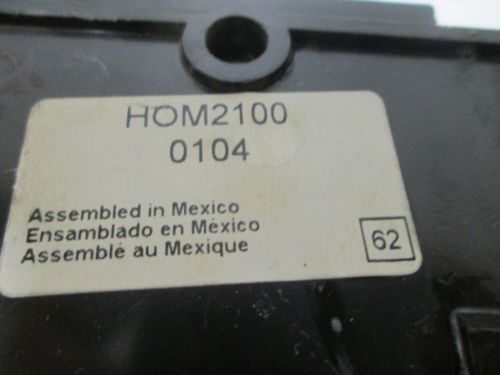 HOM2100
0104
Assembled in Mexico
Ensamblado en México
Assemblé au Mexique
62